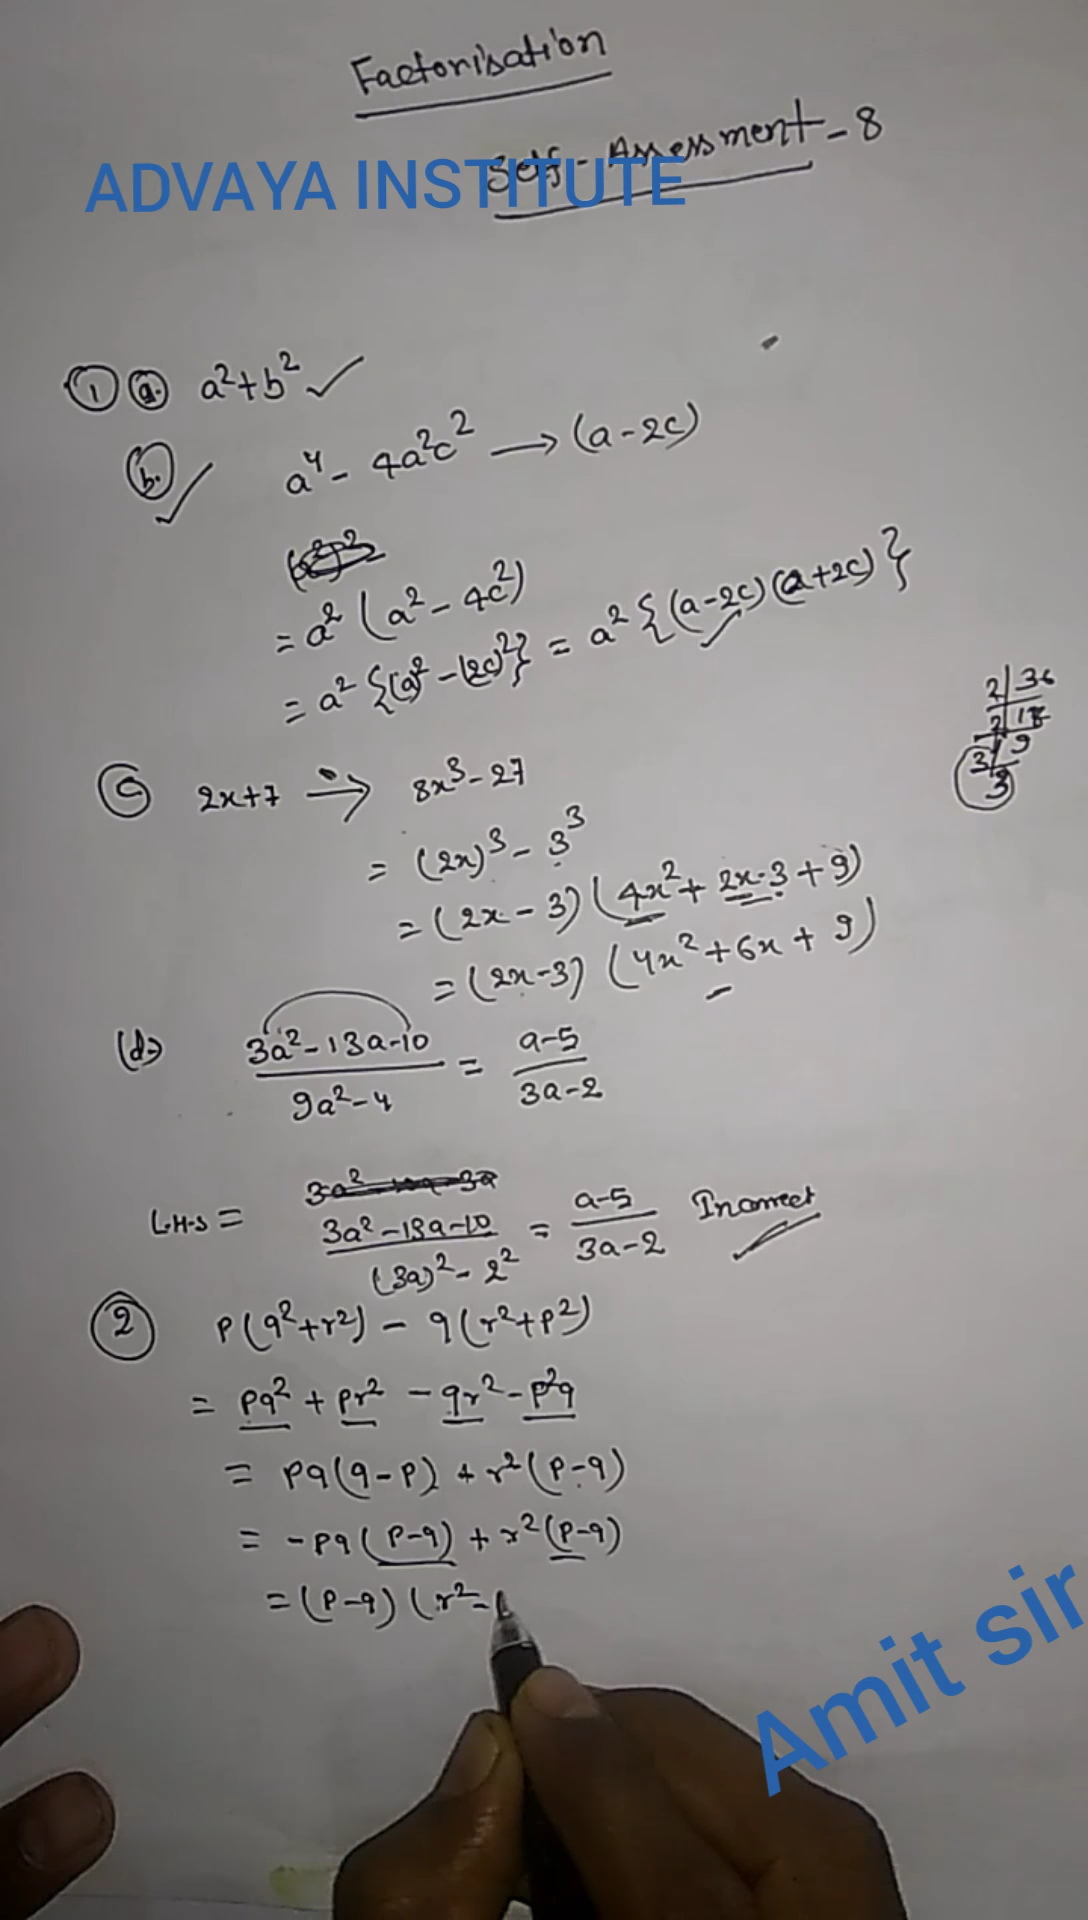 Factorisation
Self-Assessment-8
ADVAYA INSTITUTE
① ⓐ. a²+b² ✓
ⓑ. ✓ a⁴ - 4a²c² → (a-2c)
= a² (a² - 4c²)
= a² {(a)² - (2c)²} = a² {(a-2c)(a+2c)}
2|36
2|18
3|9
3
ⓒ 2x+7 → 8x³-27
= (2x)³ - 3³
= (2x - 3) (4x² + 2x·3 + 9)
= (2x-3) (4x² + 6x + 9)
(d→ 3a²-13a-10 / 9a²-4 = a-5 / 3a-2
L.H.S = 3a²-13a-10 / (3a)² - 2² = a-5 / 3a-2 Incorrect
② P(q²+r²) - q(r²+p²)
= pq² + pr² - qr² - p²q
= pq(q-p) + r²(p-q)
= -pq(p-q) + r²(p-q)
= (p-q) (r² -
Amit sir